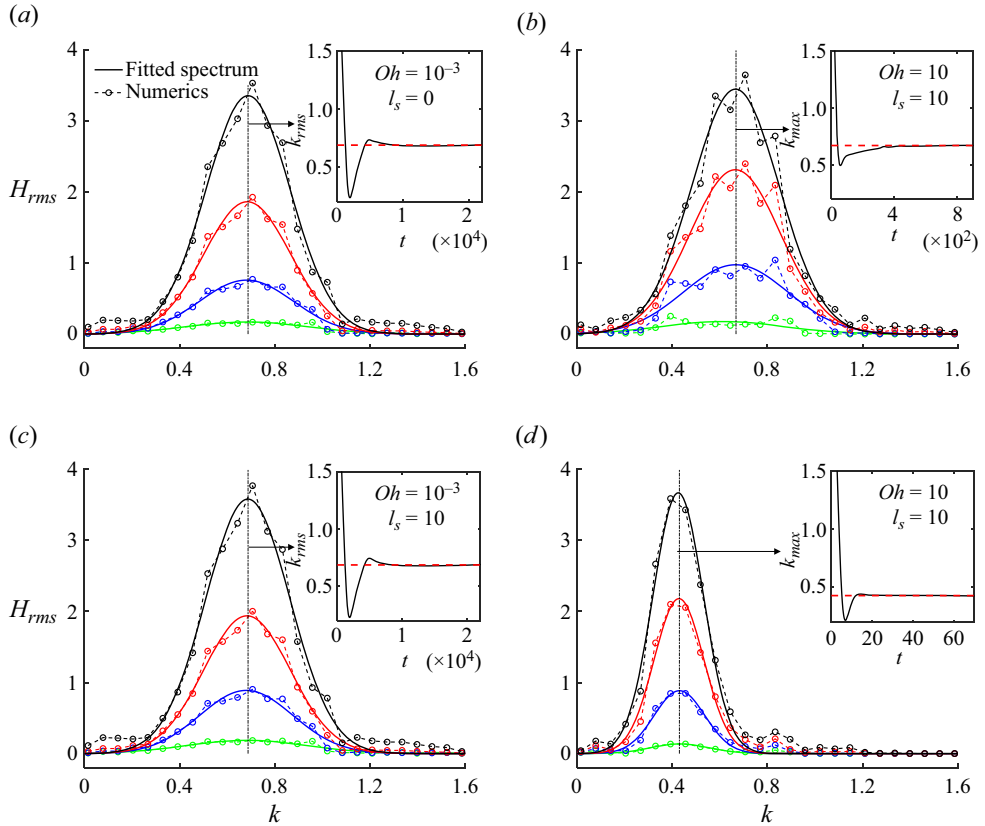 (a)
4
3
2
1
0
H_rms
0 0.4 0.8 1.2 1.6
Fitted spectrum
Numerics
1.5
1.0
0.5
k_rms
Oh = 10⁻³
l_s = 0
0 1 2
t (×10⁴)
(b)
4
3
2
1
0
0 0.4 0.8 1.2 1.6
1.5
1.0
0.5
k_max
Oh = 10
l_s = 10
0 4 8
t (×10²)
(c)
4
3
2
1
0
H_rms
0 0.4 0.8 1.2 1.6
k
1.5
1.0
0.5
k_rms
Oh = 10⁻³
l_s = 10
0 1 2
t (×10⁴)
(d)
4
3
2
1
0
0 0.4 0.8 1.2 1.6
k
1.5
1.0
0.5
k_max
Oh = 10
l_s = 10
0 20 40 60
t